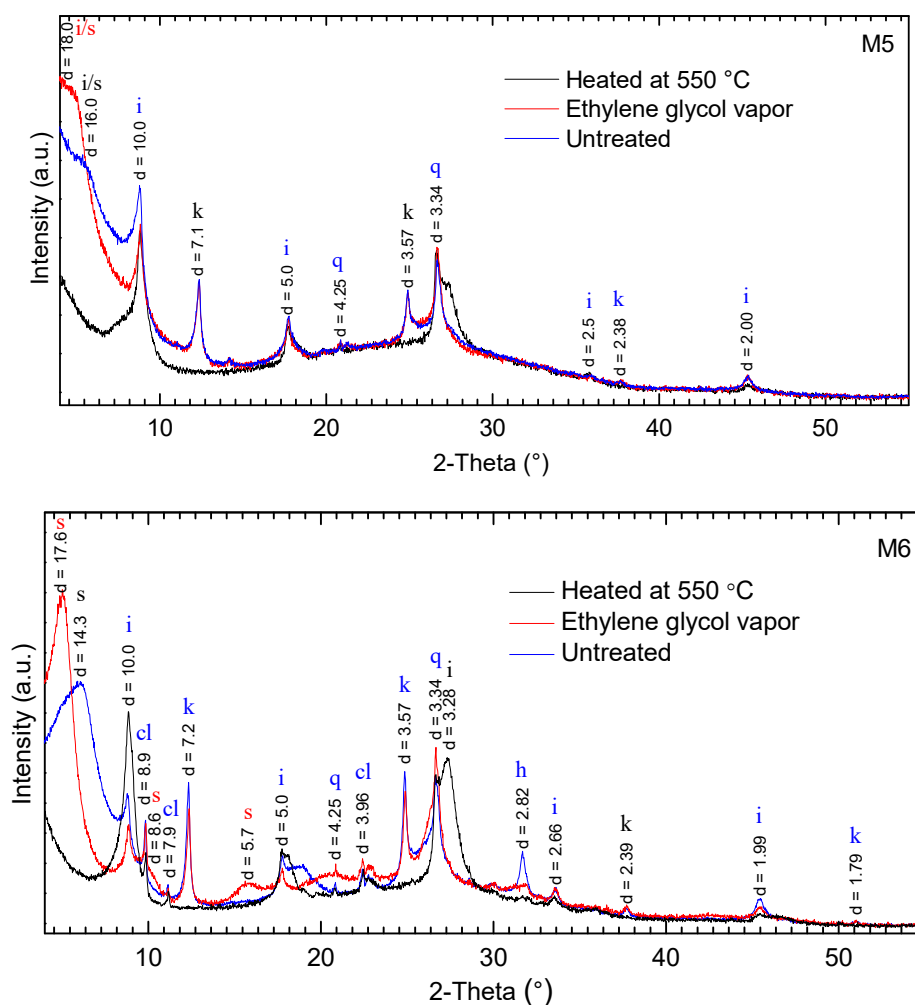 M5
Heated at 550 °C
Ethylene glycol vapor
Untreated
i/s
d = 18.0
i/s
d = 16.0
i
d = 10.0
k
d = 7.1
i
d = 5.0
q
d = 4.25
k
d = 3.57
q
d = 3.34
i
d = 2.5
k
d = 2.38
i
d = 2.00
Intensity (a.u.)
10 20 30 40 50
2-Theta (°)
M6
Heated at 550 °C
Ethylene glycol vapor
Untreated
s
d = 17.6
s
d = 14.3
i
d = 10.0
cl
d = 8.9
s
d = 8.6
cl
d = 7.9
k
d = 7.2
s
d = 5.7
i
d = 5.0
q
d = 4.25
cl
d = 3.96
k
d = 3.57
q
d = 3.34
i
d = 3.28
h
d = 2.82
i
d = 2.66
k
d = 2.39
i
d = 1.99
k
d = 1.79
Intensity (a.u.)
10 20 30 40 50
2-Theta (°)